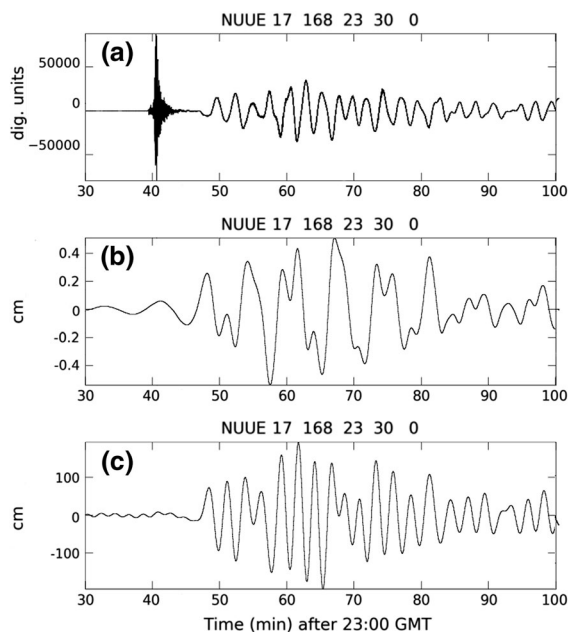 NUUE 17 168 23 30 0
(a)
dig. units
50000
0
−50000
30 40 50 60 70 80 90 100
NUUE 17 168 23 30 0
(b)
cm
0.4
0.2
0
-0.2
-0.4
30 40 50 60 70 80 90 100
NUUE 17 168 23 30 0
(c)
cm
100
0
-100
30 40 50 60 70 80 90 100
Time (min) after 23:00 GMT